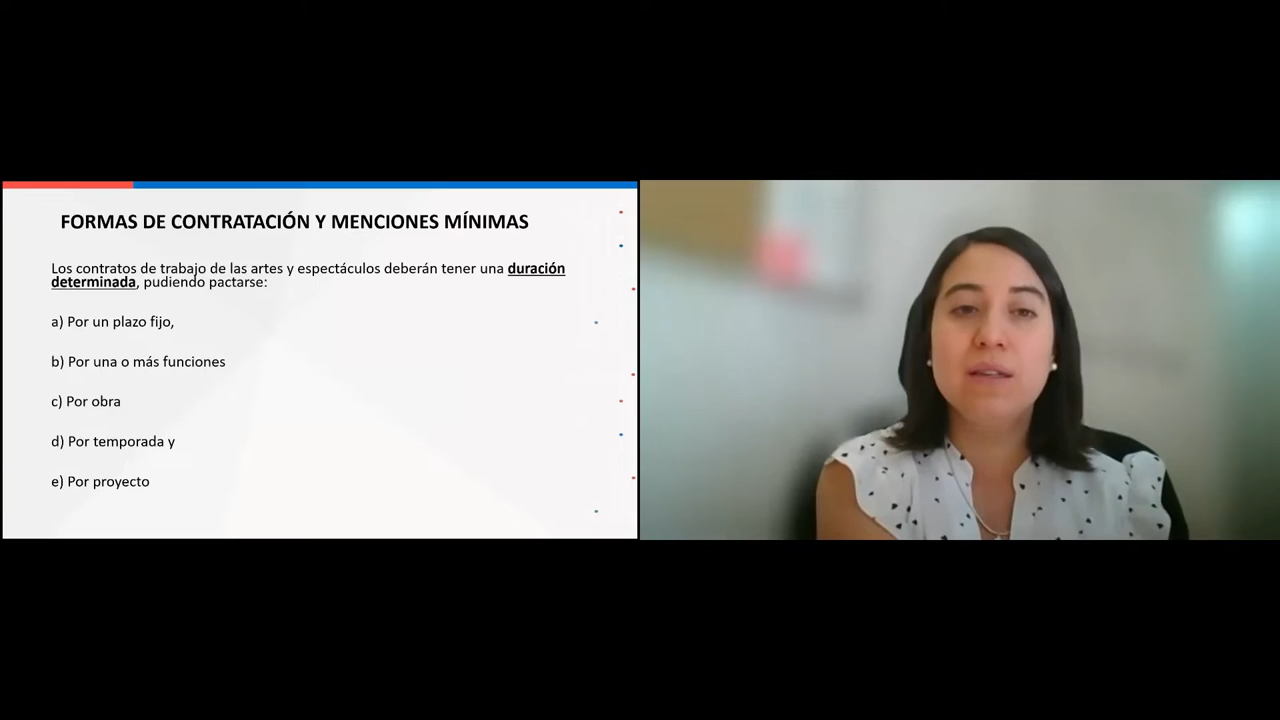 FORMAS DE CONTRATACIÓN Y MENCIONES MÍNIMAS
Los contratos de trabajo de las artes y espectáculos deberán tener una duración
determinada, pudiendo pactarse:
a) Por un plazo fijo,
b) Por una o más funciones
c) Por obra
d) Por temporada y
e) Por proyecto